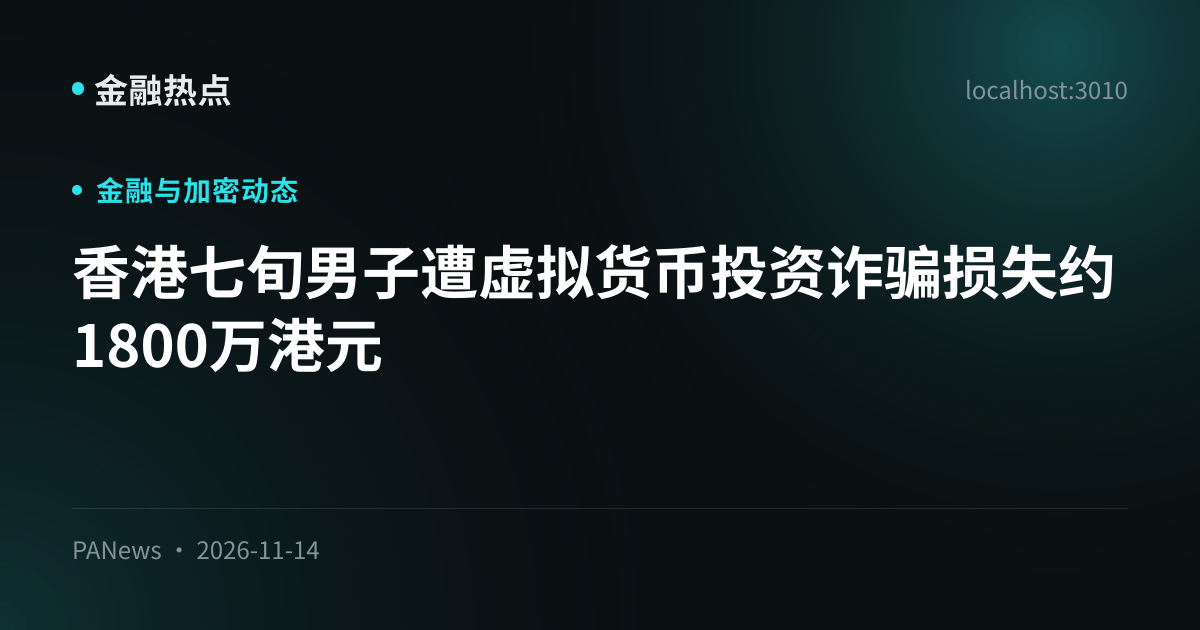 金融热点
localhost:3010
金融与加密动态
香港七旬男子遭虚拟货币投资诈骗损失约
1800万港元
PANews • 2026-11-14